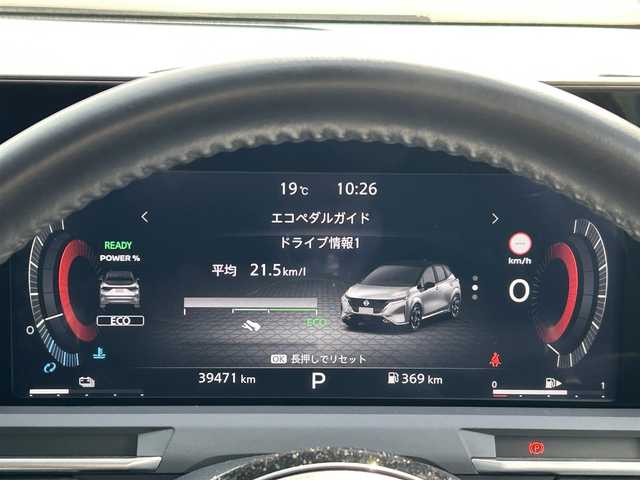 19℃ 10:26
エコペダルガイド
ドライブ情報1
READY
POWER %
平均 21.5km/l
km/h
0
0
ECO
ECO
OK 長押しでリセット
39471 km
P
369 km
0 1